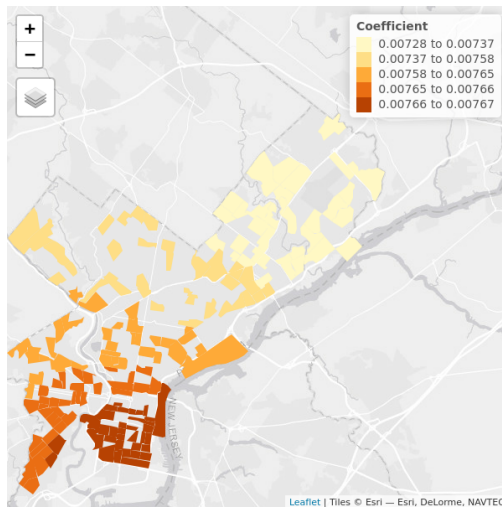 +
−
Coefficient
0.00728 to 0.00737
0.00737 to 0.00758
0.00758 to 0.00765
0.00765 to 0.00766
0.00766 to 0.00767
NEW JERSEY
Leaflet | Tiles © Esri — Esri, DeLorme, NAVTEQ